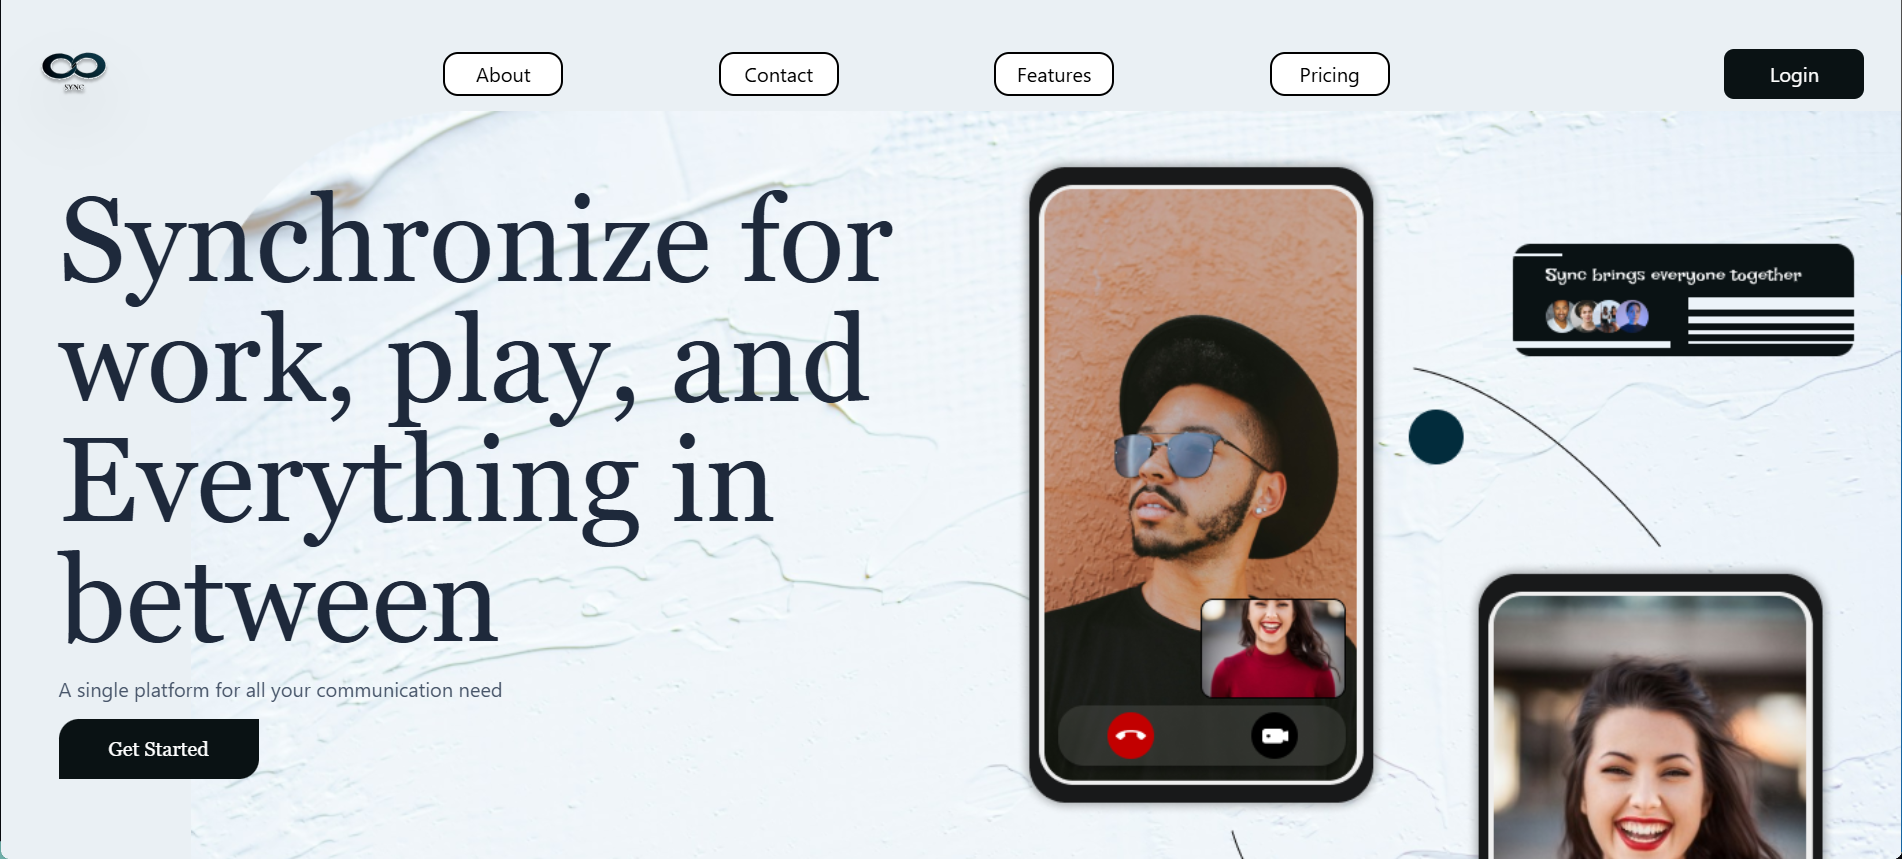 SYNC
About
Contact
Features
Pricing
Login
Synchronize for
work, play, and
Everything in
between
A single platform for all your communication need
Get Started
Sync brings everyone together